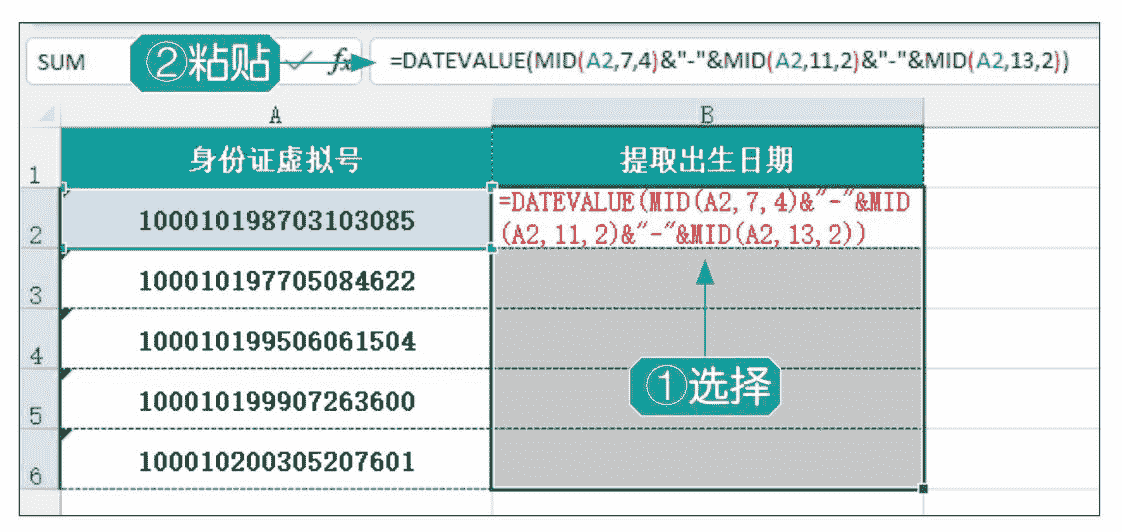 SUM ②粘贴 fx =DATEVALUE(MID(A2,7,4)&"-"&MID(A2,11,2)&"-"&MID(A2,13,2))
A B
1 身份证虚拟号 提取出生日期
2 100010198703103085 =DATEVALUE(MID(A2,7,4)&"-"&MID
(A2,11,2)&"-"&MID(A2,13,2))
3 100010197705084622
4 100010199506061504
①选择
5 100010199907263600
6 100010200305207601